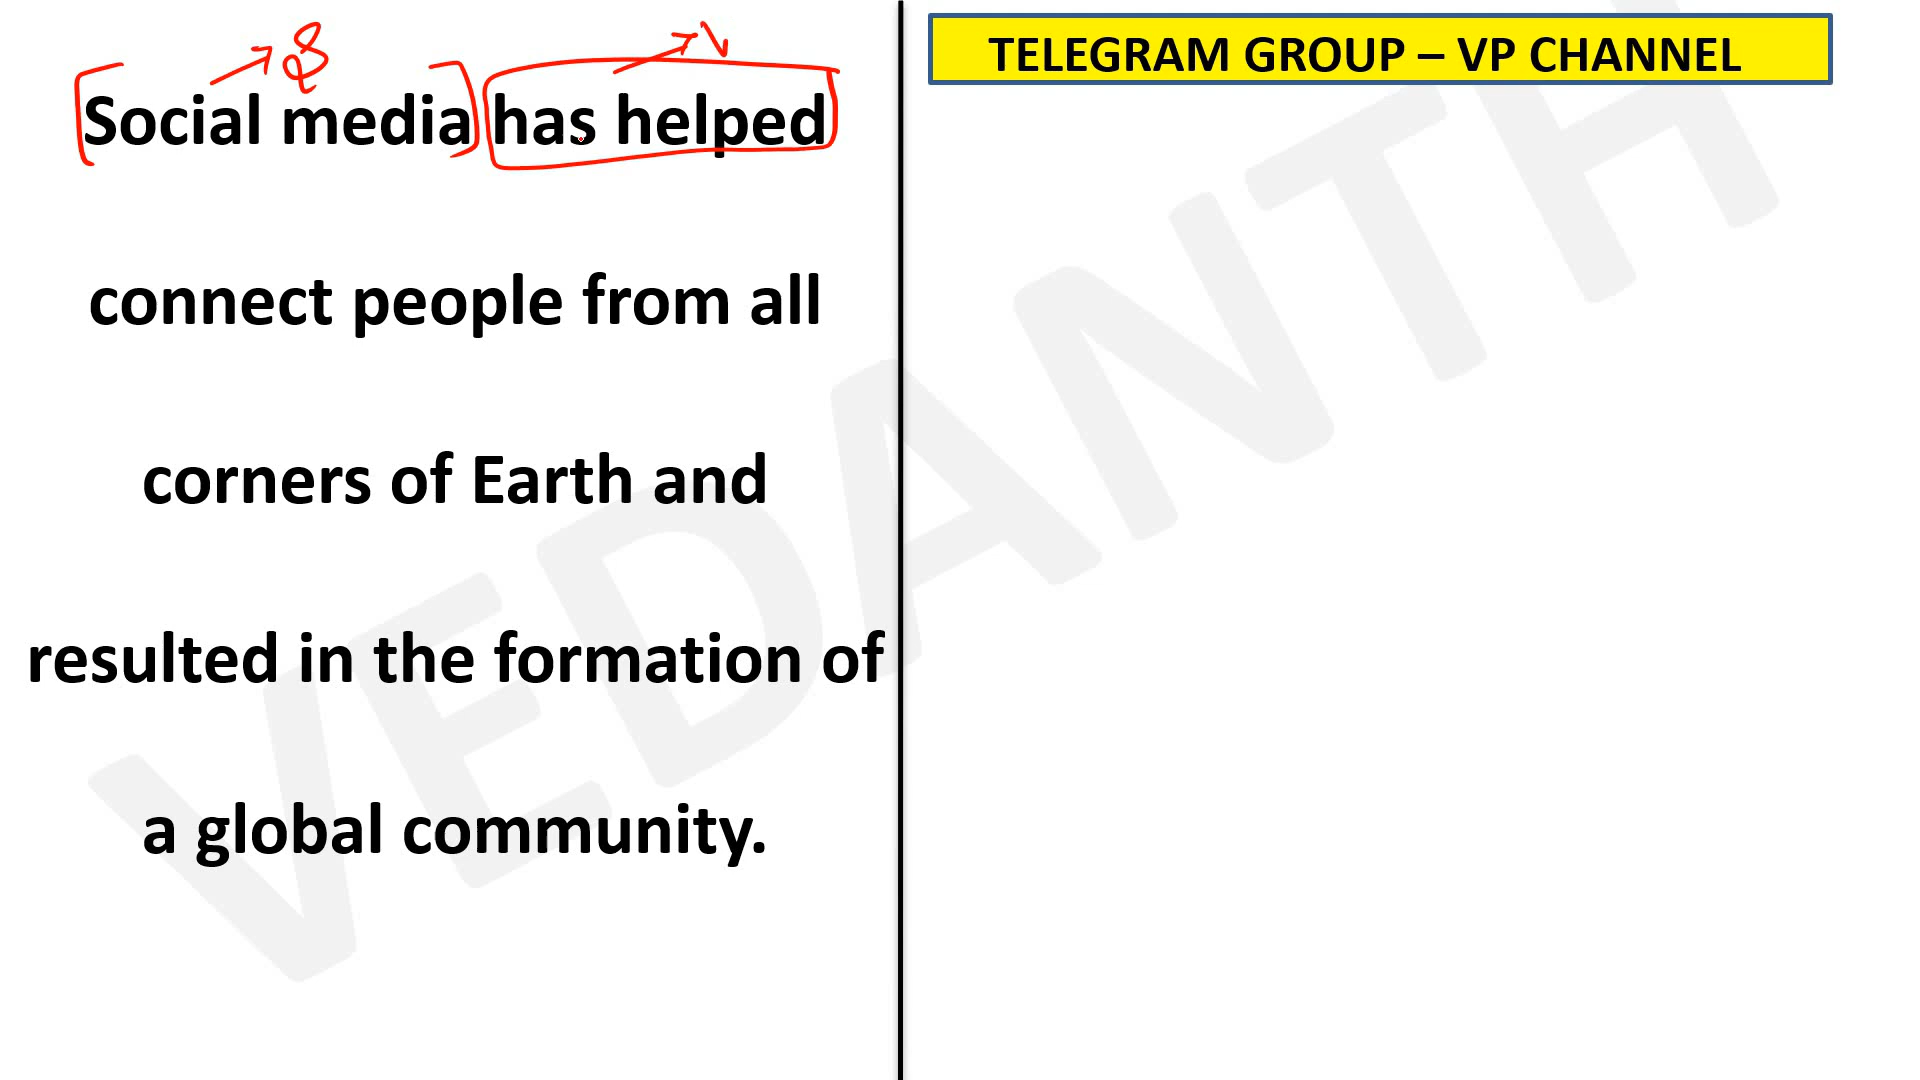 S
V
Social media has helped
connect people from all
corners of Earth and
resulted in the formation of
a global community.
TELEGRAM GROUP – VP CHANNEL
VEDANTH